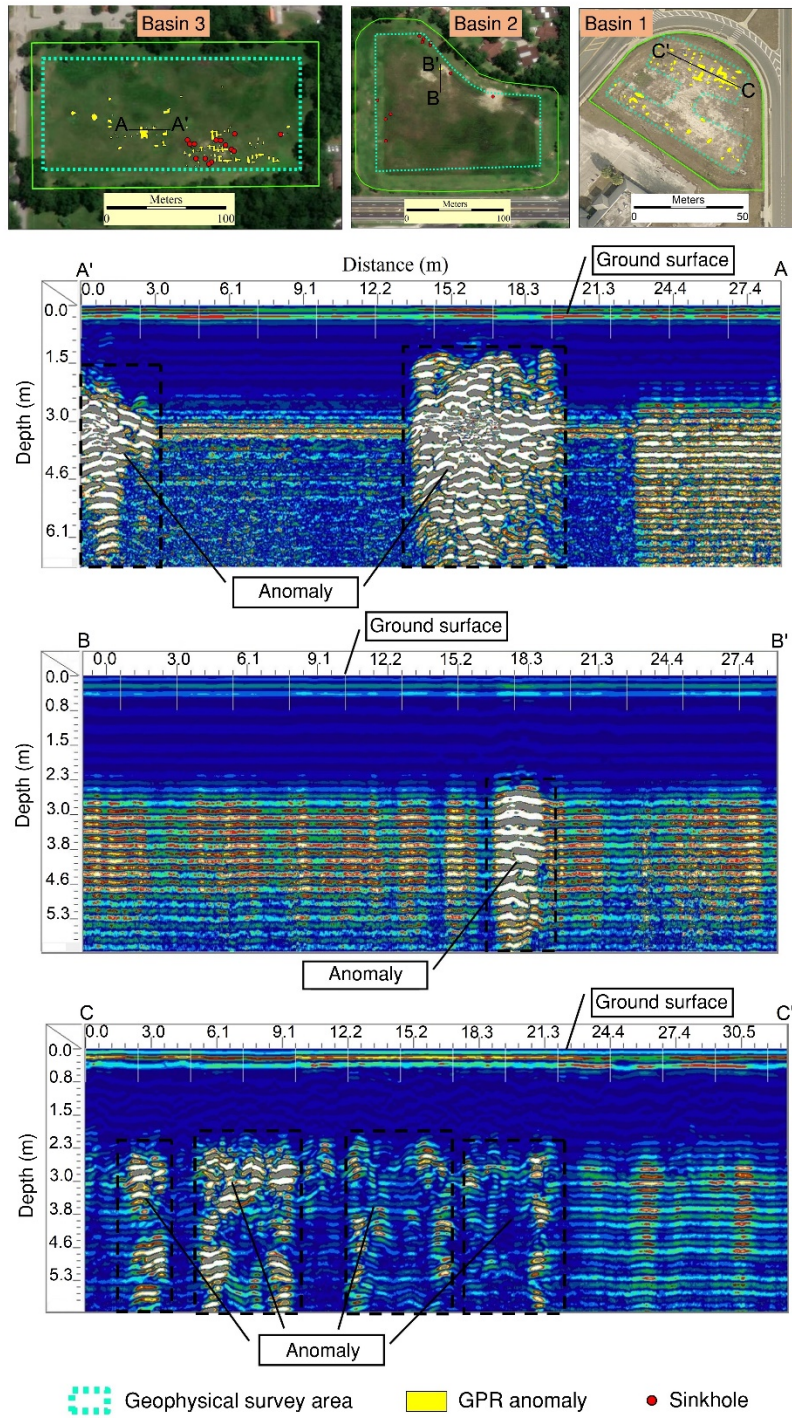 Basin 3
Basin 2
Basin 1
A A'
B'
B
C'
C
Meters
0 100
Meters
0 100
Meters
0 50
A' Distance (m) Ground surface A
0.0 3.0 6.1 9.1 12.2 15.2 18.3 21.3 24.4 27.4
0.0
1.5
3.0
4.6
6.1
Depth (m)
Anomaly
B Ground surface B'
0.0 3.0 6.1 9.1 12.2 15.2 18.3 21.3 24.4 27.4
0.0
0.8
1.5
2.3
3.0
3.8
4.6
5.3
Depth (m)
Anomaly
C Ground surface C'
0.0 3.0 6.1 9.1 12.2 15.2 18.3 21.3 24.4 27.4 30.5
0.0
0.8
1.5
2.3
3.0
3.8
4.6
5.3
Depth (m)
Anomaly
Geophysical survey area GPR anomaly Sinkhole